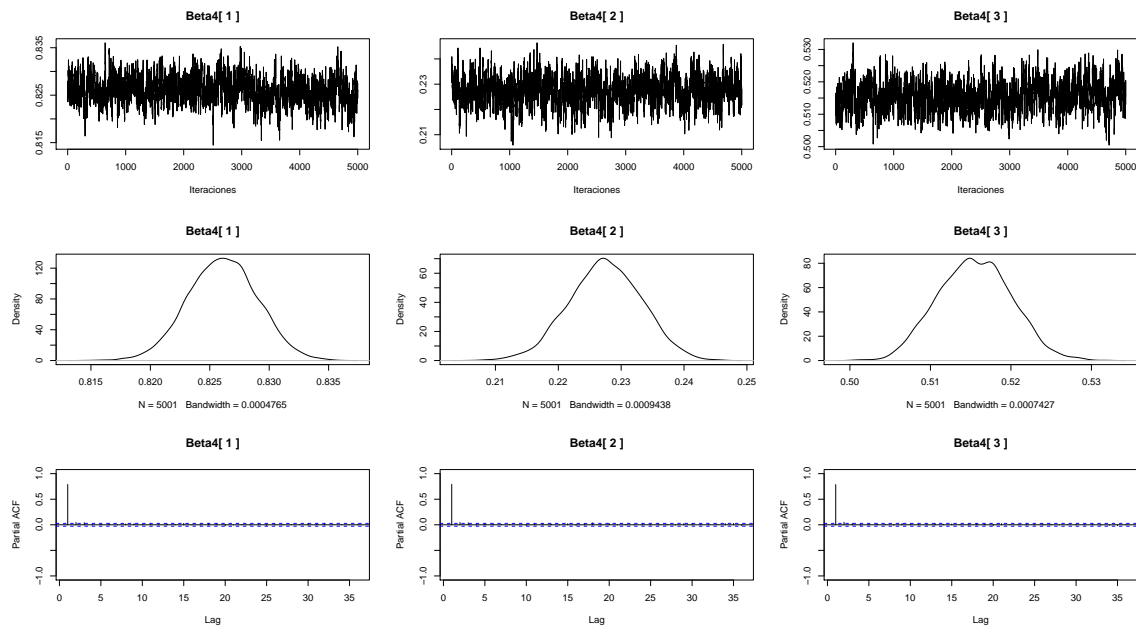 Beta4[ 1 ]
0.815 0.825 0.835
0 1000 2000 3000 4000 5000
Iteraciones
Beta4[ 2 ]
0.21 0.23
0 1000 2000 3000 4000 5000
Iteraciones
Beta4[ 3 ]
0.500 0.510 0.520 0.530
0 1000 2000 3000 4000 5000
Iteraciones
Beta4[ 1 ]
Density
0 40 80 120
0.815 0.820 0.825 0.830 0.835
N = 5001 Bandwidth = 0.0004765
Beta4[ 2 ]
Density
0 20 40 60
0.21 0.22 0.23 0.24 0.25
N = 5001 Bandwidth = 0.0009438
Beta4[ 3 ]
Density
0 20 40 60 80
0.50 0.51 0.52 0.53
N = 5001 Bandwidth = 0.0007427
Beta4[ 1 ]
Partial ACF
−1.0 0.0 0.5 1.0
0 5 10 15 20 25 30 35
Lag
Beta4[ 2 ]
Partial ACF
−1.0 0.0 0.5 1.0
0 5 10 15 20 25 30 35
Lag
Beta4[ 3 ]
Partial ACF
−1.0 0.0 0.5 1.0
0 5 10 15 20 25 30 35
Lag